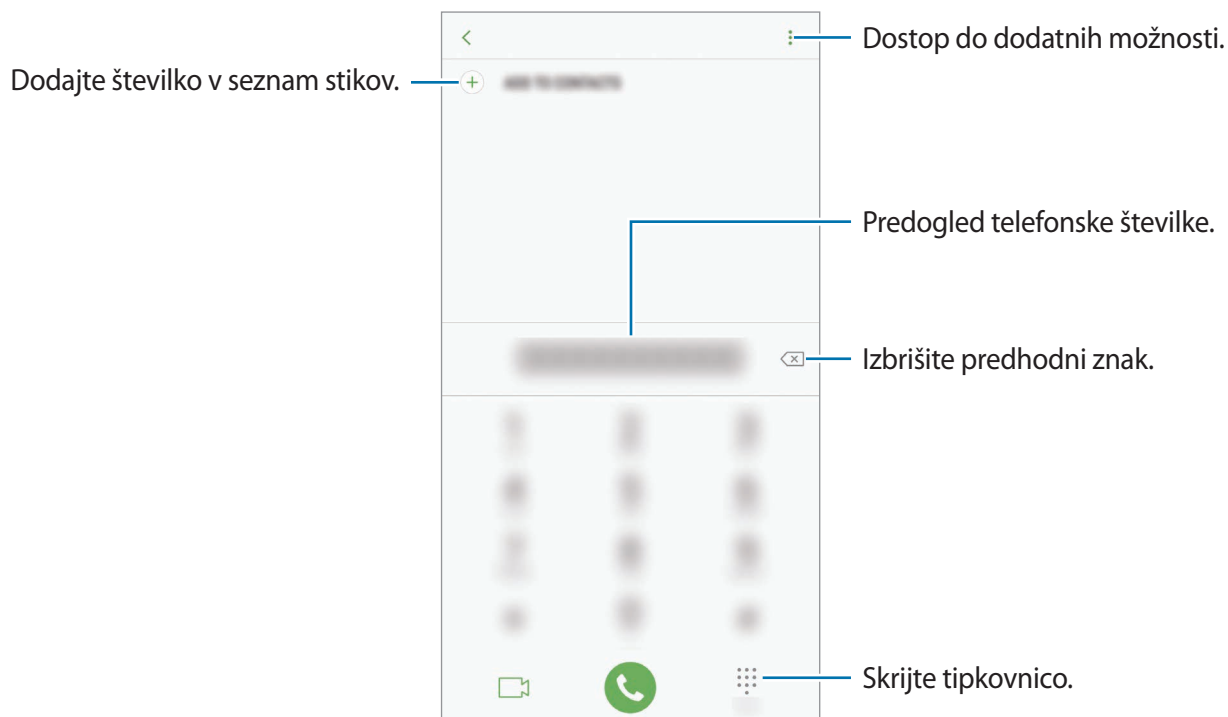 Dostop do dodatnih možnosti.
Dodajte številko v seznam stikov.
ADD TO CONTACTS
Predogled telefonske številke.
Izbrišite predhodni znak.
Skrijte tipkovnico.